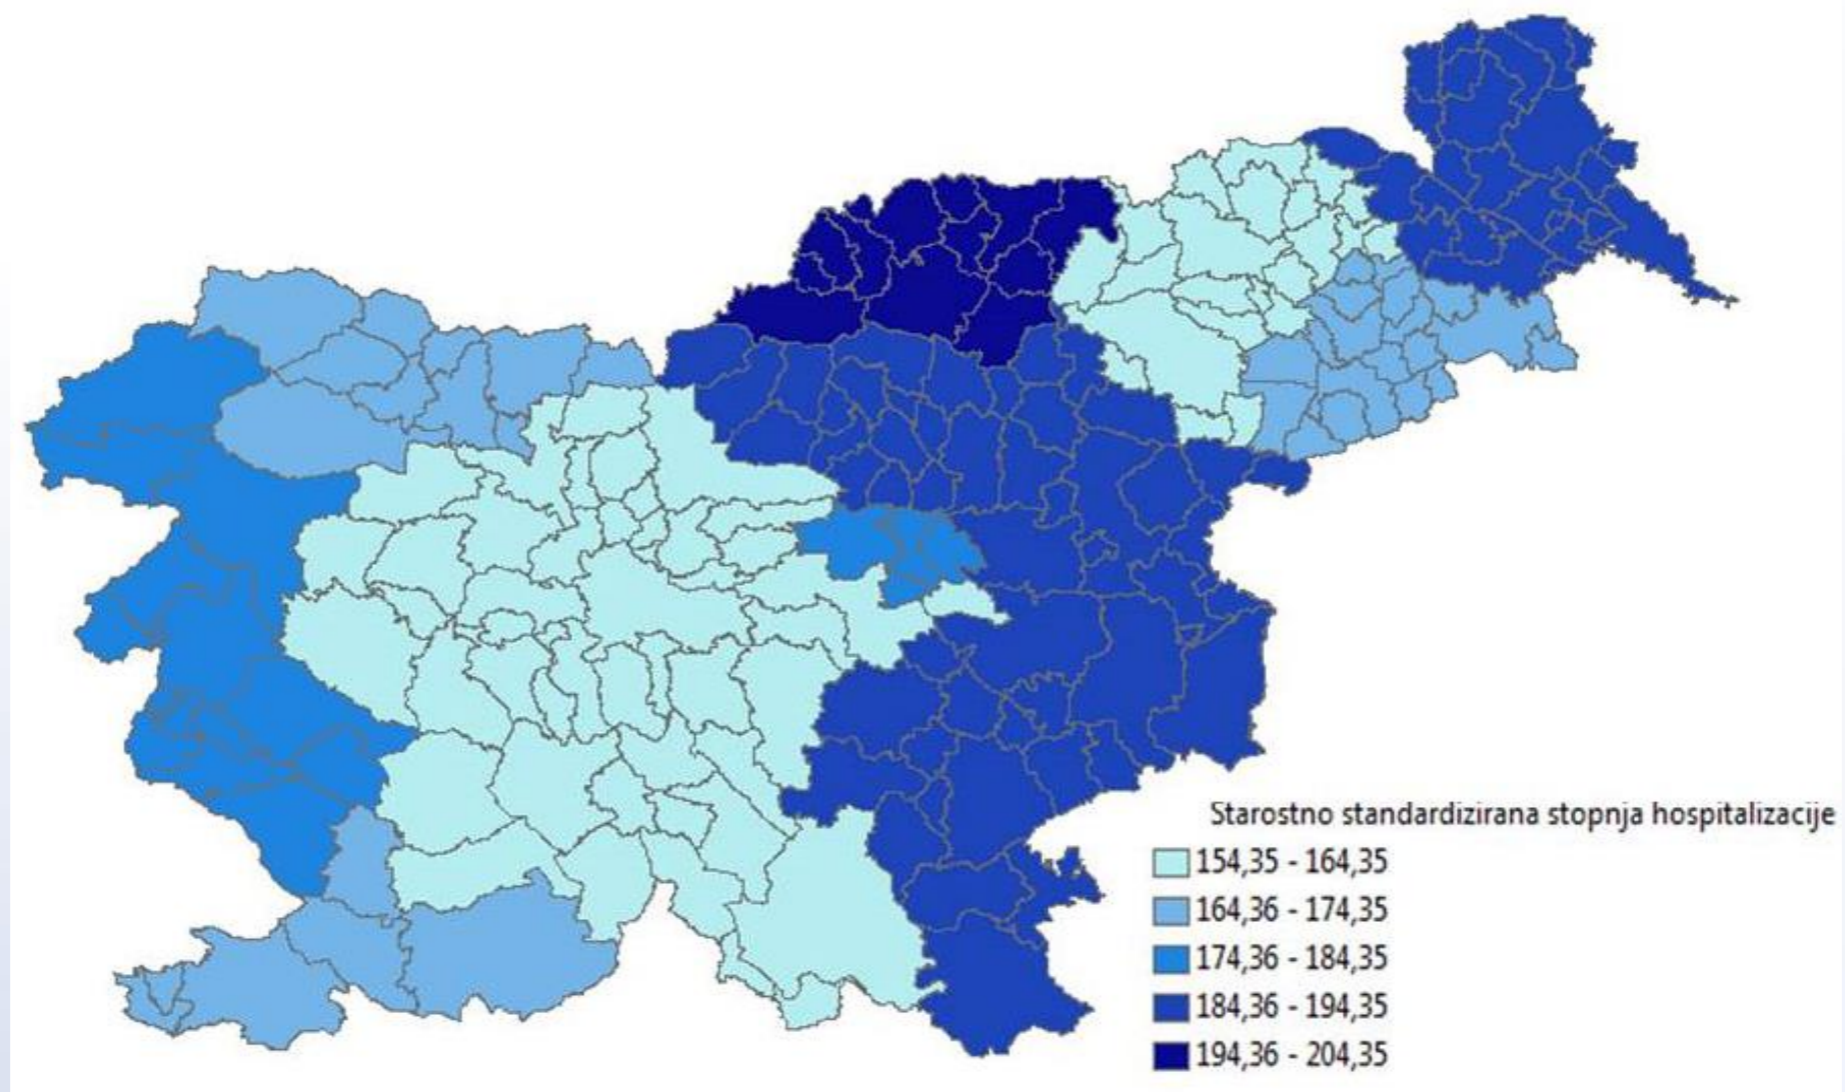 Starostno standardizirana stopnja hospitalizacije
154,35 - 164,35
164,36 - 174,35
174,36 - 184,35
184,36 - 194,35
194,36 - 204,35